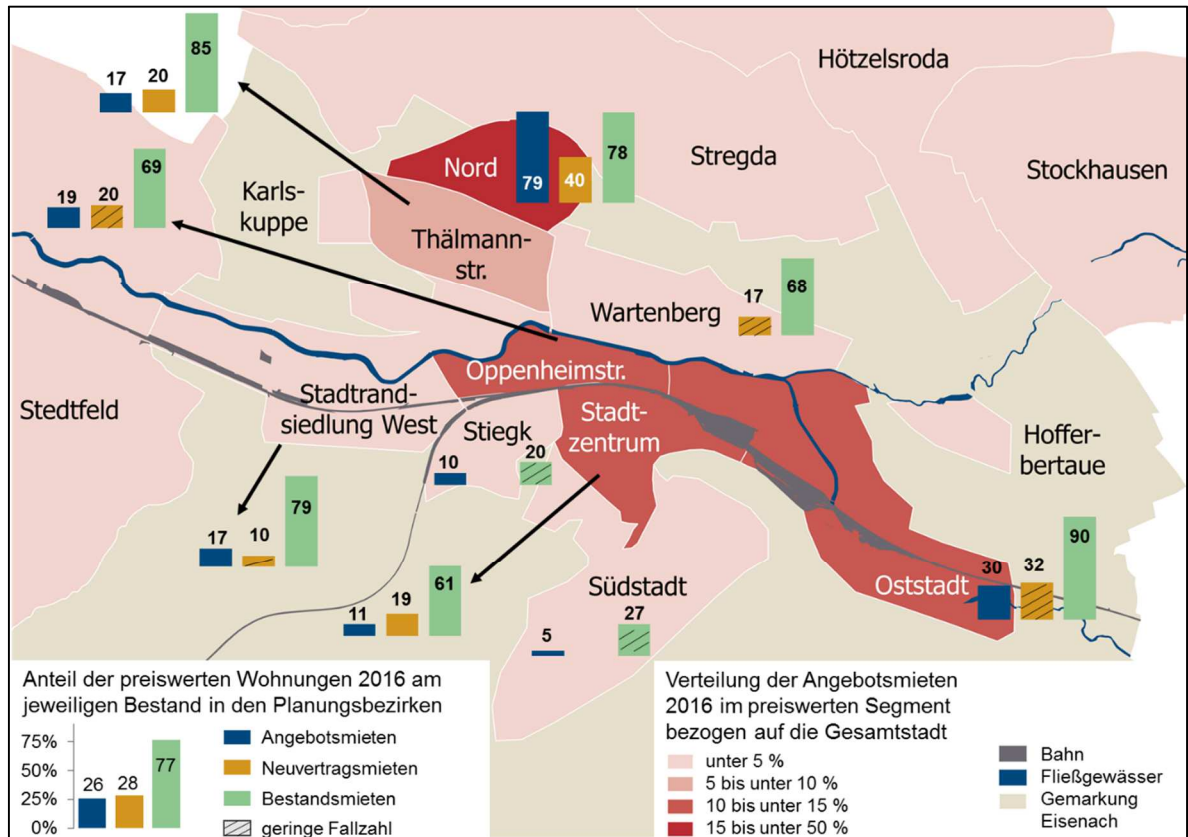 85
17
20
Hötzelsroda
Nord
79
40
78
Stregda
Stockhausen
69
19
20
Karls-
kuppe
Thälmann-
str.
17
68
Wartenberg
Oppenheimstr.
Stadtrand-
siedlung West
Stedtfeld
Stadt-
zentrum
Stiegk
10
20
Hoffer-
bertaue
79
17
10
90
30
32
Oststadt
61
11
19
Südstadt
27
5
Anteil der preiswerten Wohnungen 2016 am
jeweiligen Bestand in den Planungsbezirken
75%
50%
25%
0%
26
28
77
Angebotsmieten
Neuvertragsmieten
Bestandsmieten
geringe Fallzahl
Verteilung der Angebotsmieten
2016 im preiswerten Segment
bezogen auf die Gesamtstadt
unter 5 %
5 bis unter 10 %
10 bis unter 15 %
15 bis unter 50 %
Bahn
Fließgewässer
Gemarkung
Eisenach